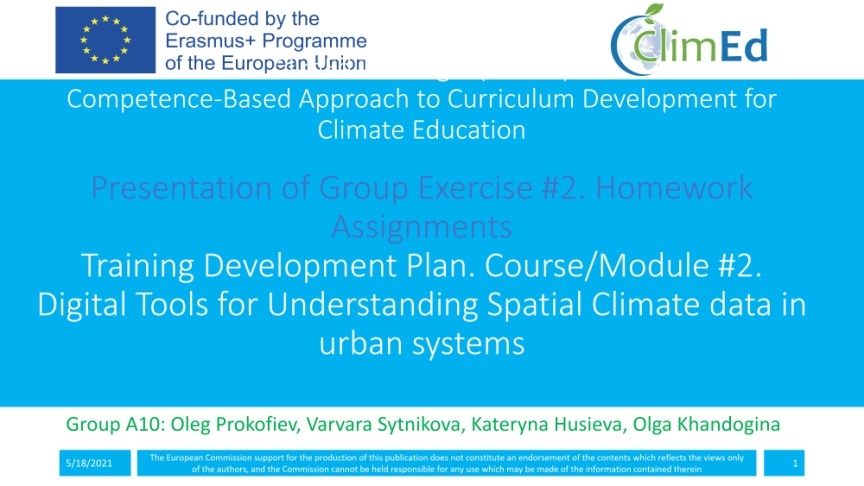 Co-funded by the
Erasmus+ Programme
of the European Union
ClimEd
Competence-Based Approach to Curriculum Development for
Climate Education
Presentation of Group Exercise #2. Homework
Assignments
Training Development Plan. Course/Module #2.
Digital Tools for Understanding Spatial Climate data in
urban systems
Group A10: Oleg Prokofiev, Varvara Sytnikova, Kateryna Husieva, Olga Khandogina
5/18/2021
The European Commission support for the production of this publication does not constitute an endorsement of the contents which reflects the views only
of the authors, and the Commission cannot be held responsible for any use which may be made of the information contained therein
1